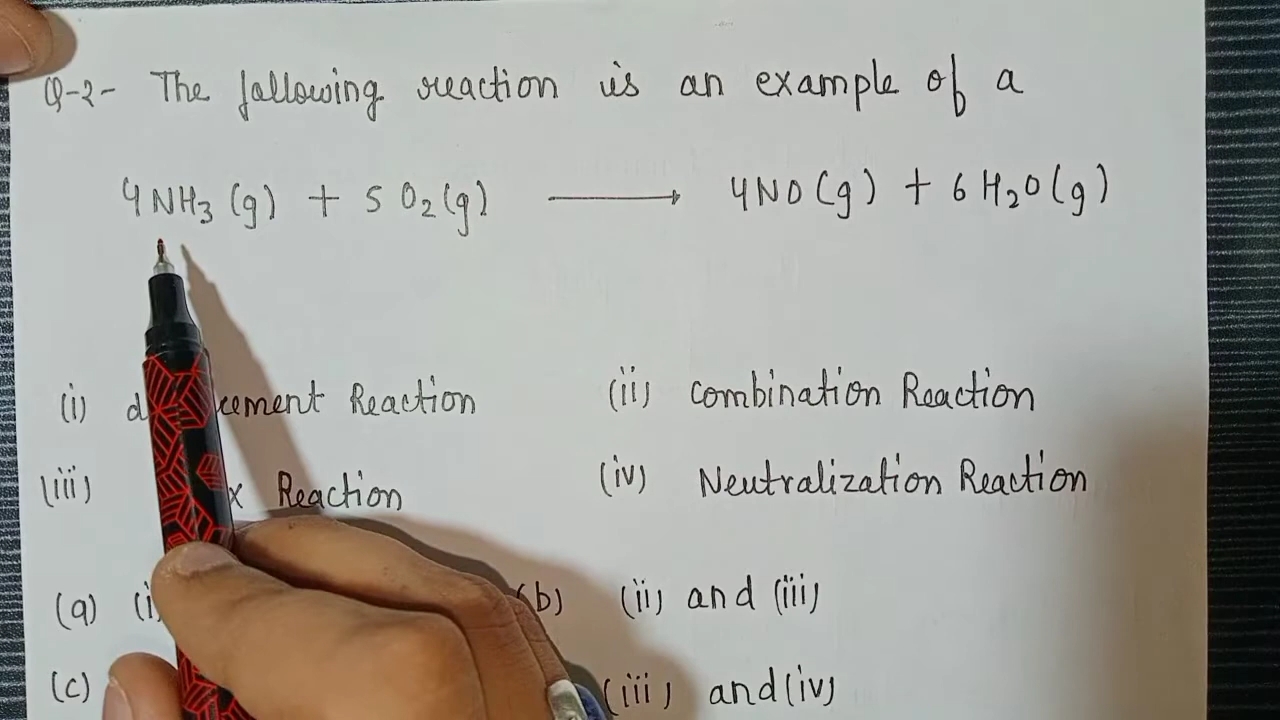 Q-2- The following reaction is an example of a
4NH3 (g) + 5 O2(g) → 4NO(g) + 6 H2O(g)
(i) Reaction (ii) Combination Reaction
(iii) Reaction (iv) Neutralization Reaction
(a) (b) (ii) and (iii)
(c) (iii) and (iv)